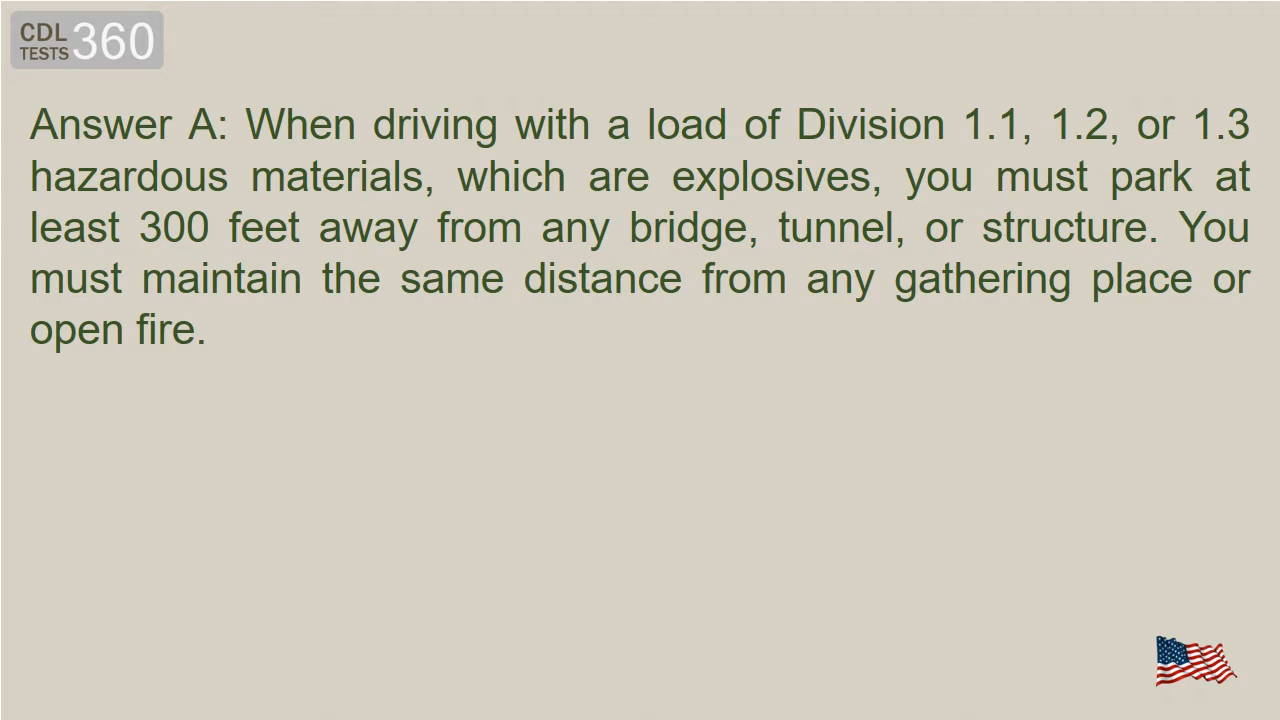 CDL
TESTS 360
Answer A: When driving with a load of Division 1.1, 1.2, or 1.3
hazardous materials, which are explosives, you must park at
least 300 feet away from any bridge, tunnel, or structure. You
must maintain the same distance from any gathering place or
open fire.